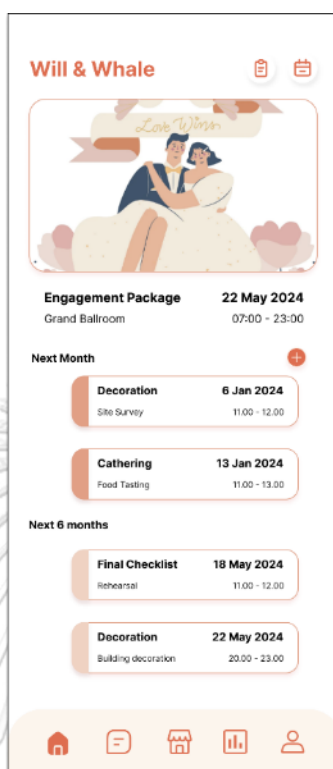 Will & Whale
Love Wins
Engagement Package 22 May 2024
Grand Ballroom 07:00 - 23:00
Next Month
Decoration 6 Jan 2024
Site Survey 11.00 - 12.00
Cathering 13 Jan 2024
Food Tasting 11.00 - 13.00
Next 6 months
Final Checklist 18 May 2024
Rehearsal 11.00 - 12.00
Decoration 22 May 2024
Building decoration 20.00 - 23.00